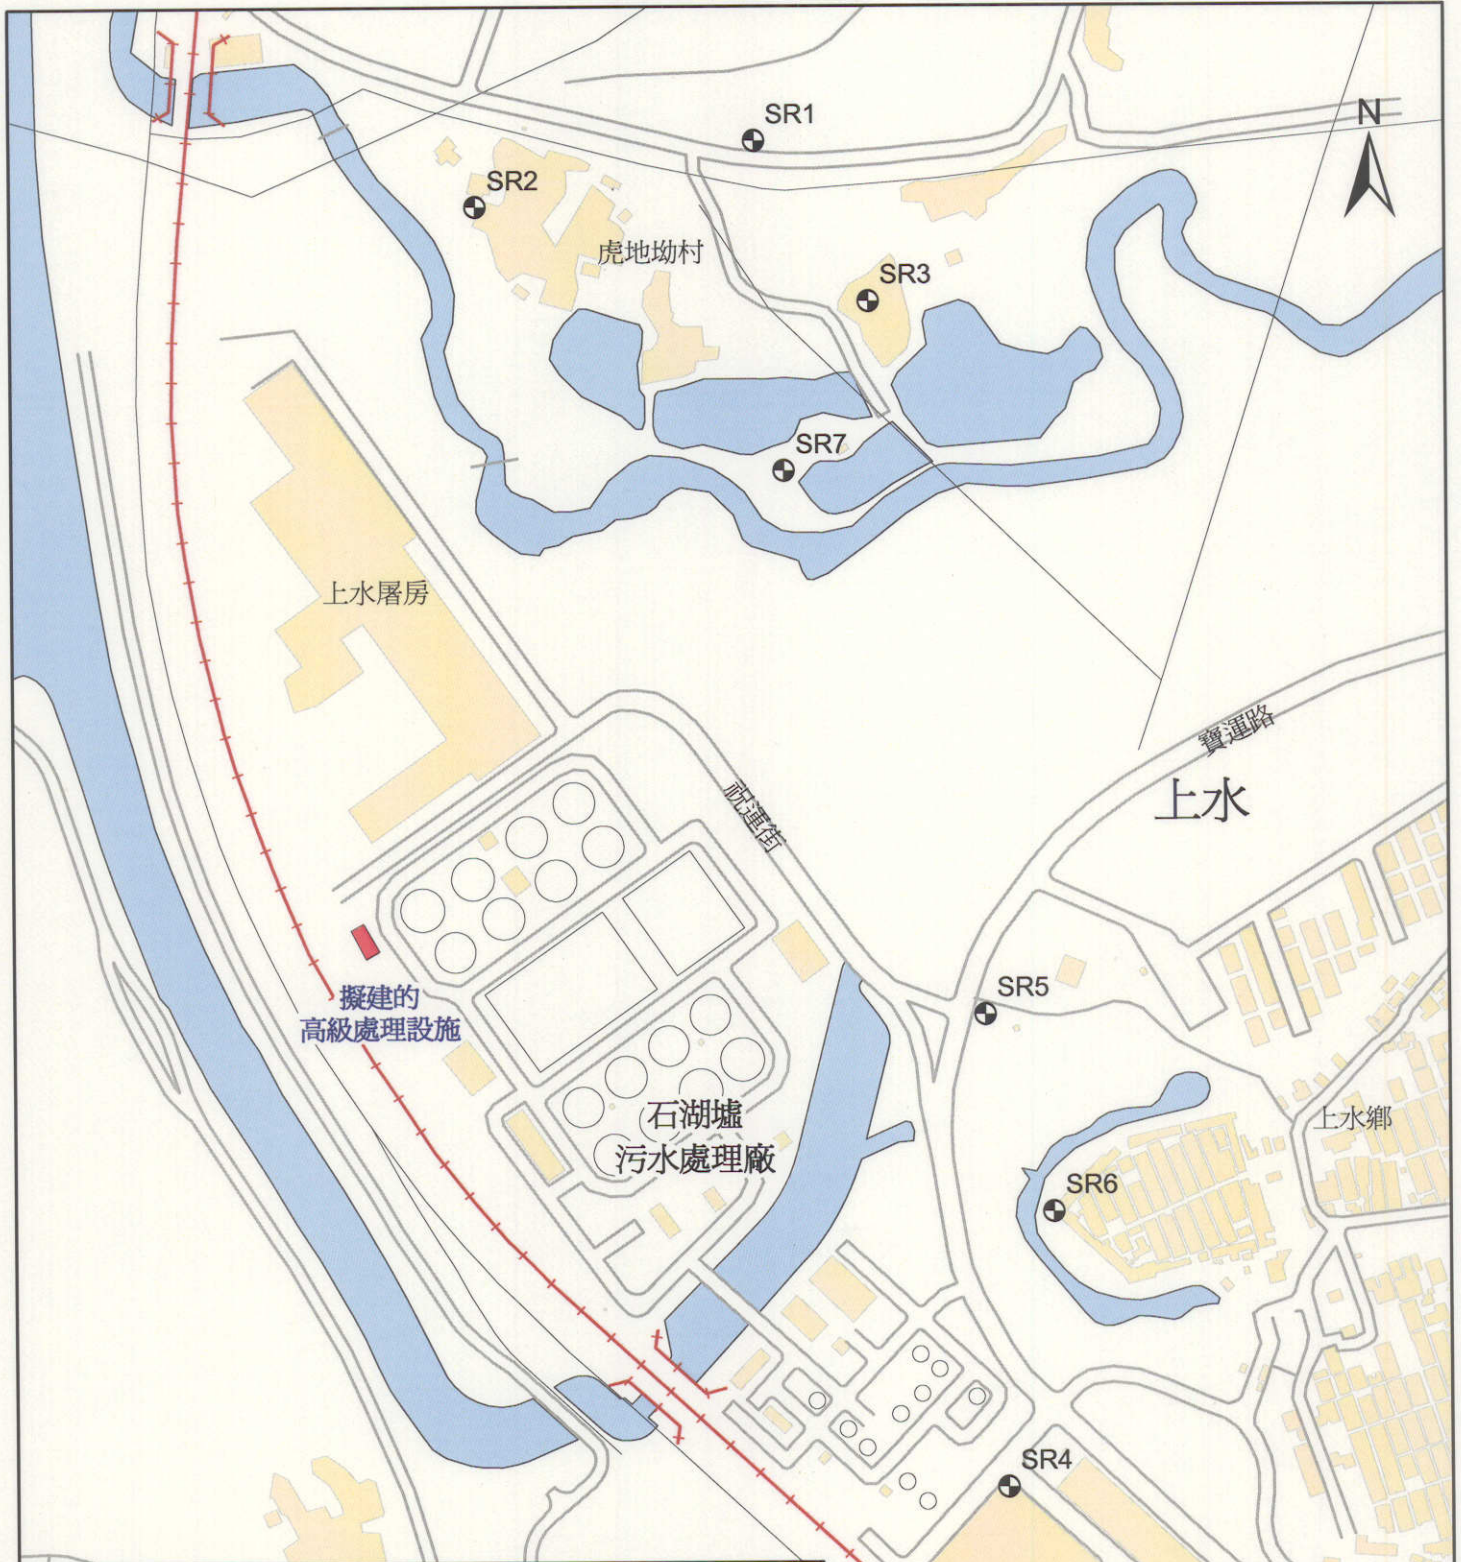 SR1
N
SR2
虎地坳村
SR3
SR7
上水屠房
寶運路
上水
祝運街
擬建的
高級處理設施
SR5
石湖墟
污水處理廠
上水鄉
SR6
SR4